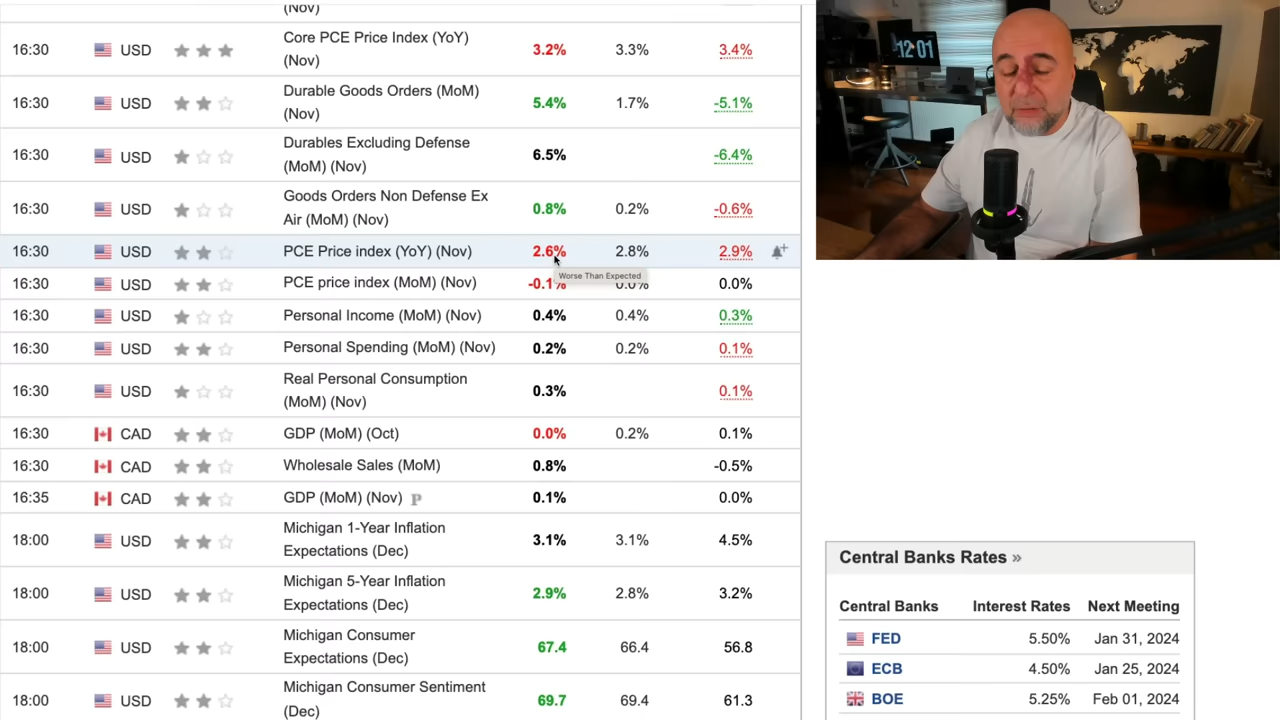 (Nov)
16:30 USD Core PCE Price Index (YoY) 3.2% 3.3% 3.4%
(Nov)
16:30 USD Durable Goods Orders (MoM) 5.4% 1.7% -5.1%
(Nov)
16:30 USD Durables Excluding Defense 6.5% -6.4%
(MoM) (Nov)
16:30 USD Goods Orders Non Defense Ex 0.8% 0.2% -0.6%
Air (MoM) (Nov)
16:30 USD PCE Price index (YoY) (Nov) 2.6% 2.8% 2.9%
Worse Than Expected
16:30 USD PCE price index (MoM) (Nov) -0.1% 0.0% 0.0%
16:30 USD Personal Income (MoM) (Nov) 0.4% 0.4% 0.3%
16:30 USD Personal Spending (MoM) (Nov) 0.2% 0.2% 0.1%
16:30 USD Real Personal Consumption 0.3% 0.1%
(MoM) (Nov)
16:30 CAD GDP (MoM) (Oct) 0.0% 0.2% 0.1%
16:30 CAD Wholesale Sales (MoM) 0.8% -0.5%
16:35 CAD GDP (MoM) (Nov) P 0.1% 0.0%
18:00 USD Michigan 1-Year Inflation 3.1% 3.1% 4.5%
Expectations (Dec)
18:00 USD Michigan 5-Year Inflation 2.9% 2.8% 3.2%
Expectations (Dec)
18:00 USD Michigan Consumer 67.4 66.4 56.8
Expectations (Dec)
18:00 USD Michigan Consumer Sentiment 69.7 69.4 61.3
(Dec)
12 01
Central Banks Rates »
Central Banks Interest Rates Next Meeting
FED 5.50% Jan 31, 2024
ECB 4.50% Jan 25, 2024
BOE 5.25% Feb 01, 2024